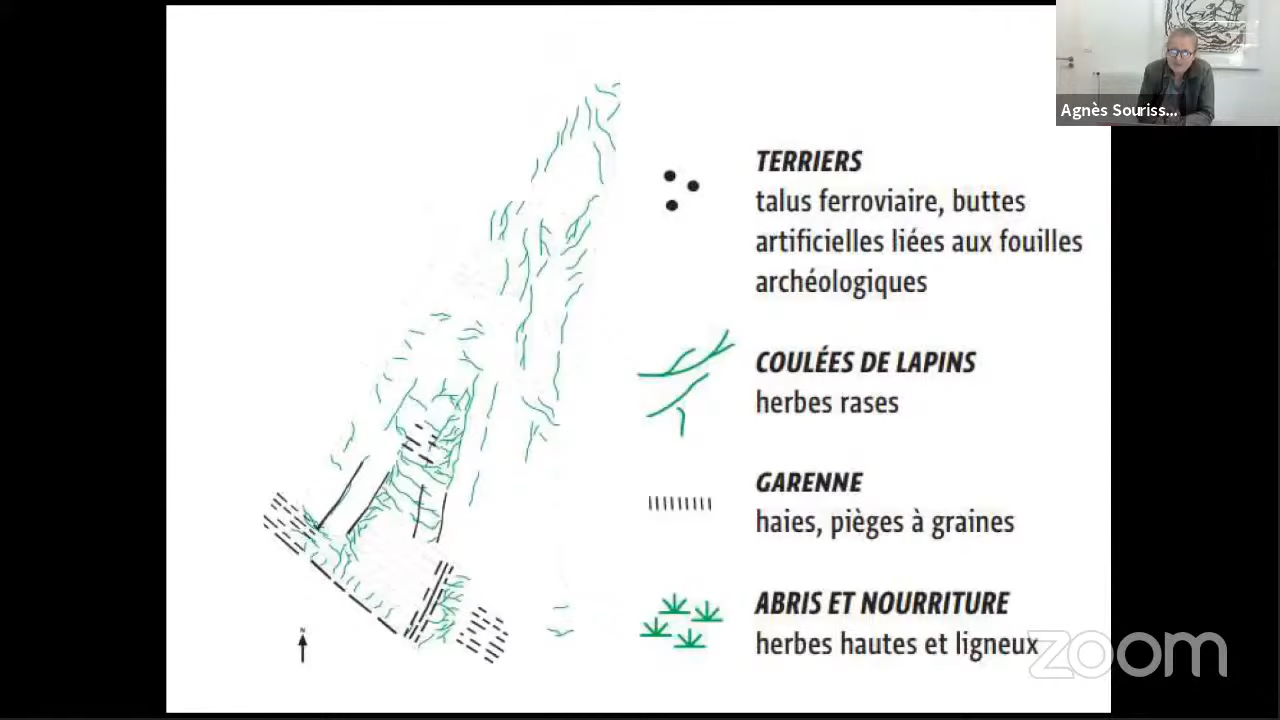 Agnès Souriss...
TERRIERS
talus ferroviaire, buttes
artificielles liées aux fouilles
archéologiques
COULÉES DE LAPINS
herbes rases
GARENNE
haies, pièges à graines
ABRIS ET NOURRITURE
herbes hautes et ligneux
zoom
N